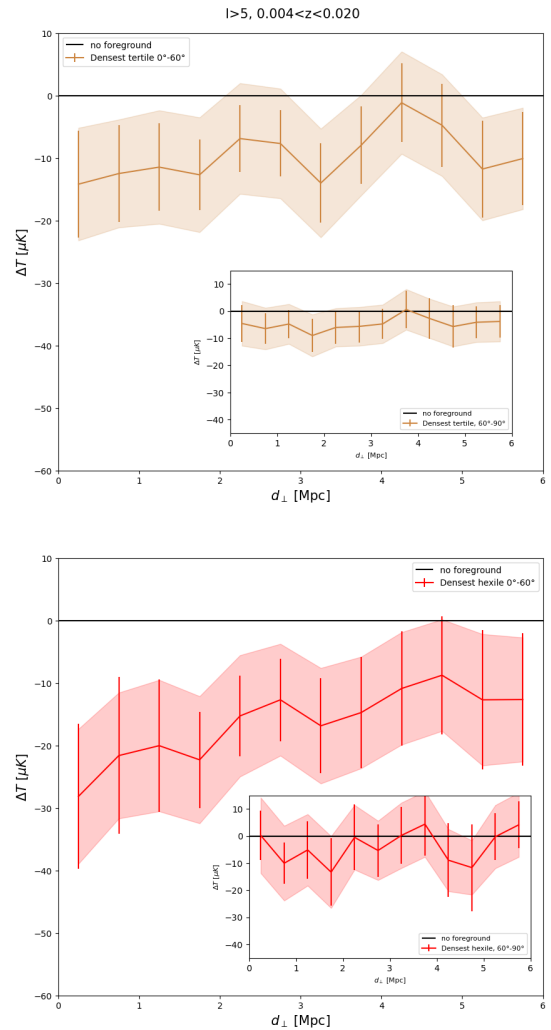 l>5, 0.004<z<0.020
10
0
−10
−20
−30
−40
−50
−60
ΔT [μK]
no foreground
Densest tertile 0°-60°
10
0
−10
−20
−30
−40
ΔT [μK]
no foreground
Densest tertile, 60°-90°
0 1 2 3 4 5 6
d⊥ [Mpc]
0 1 2 3 4 5 6
d⊥ [Mpc]
10
0
−10
−20
−30
−40
−50
−60
ΔT [μK]
no foreground
Densest hexile 0°-60°
10
0
−10
−20
−30
−40
ΔT [μK]
no foreground
Densest hexile, 60°-90°
0 1 2 3 4 5 6
d⊥ [Mpc]
0 1 2 3 4 5 6
d⊥ [Mpc]